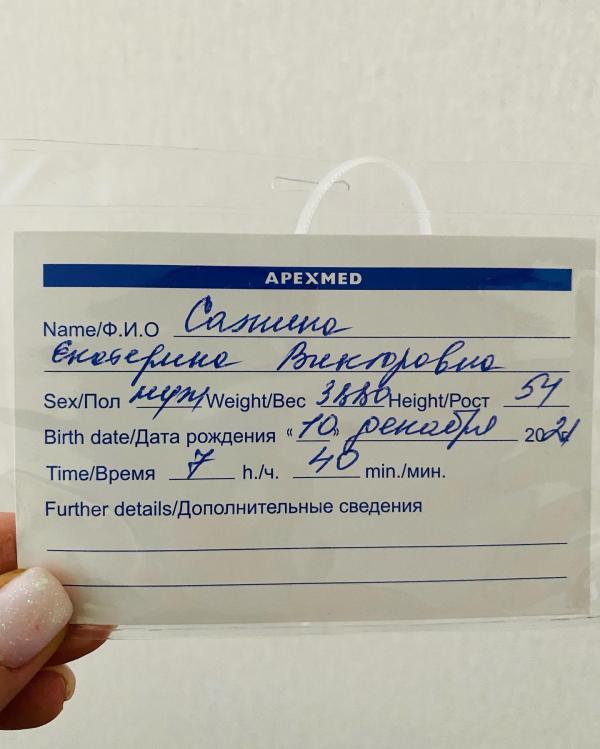 APEXMED
Name/Ф.И.О Сажина
Екатерина Викторовна
Sex/Пол муж Weight/Вес 3880 Height/Рост 54
Birth date/Дата рождения “10” декабря 2021
Time/Время 7 h./ч. 40 min./мин.
Further details/Дополнительные сведения